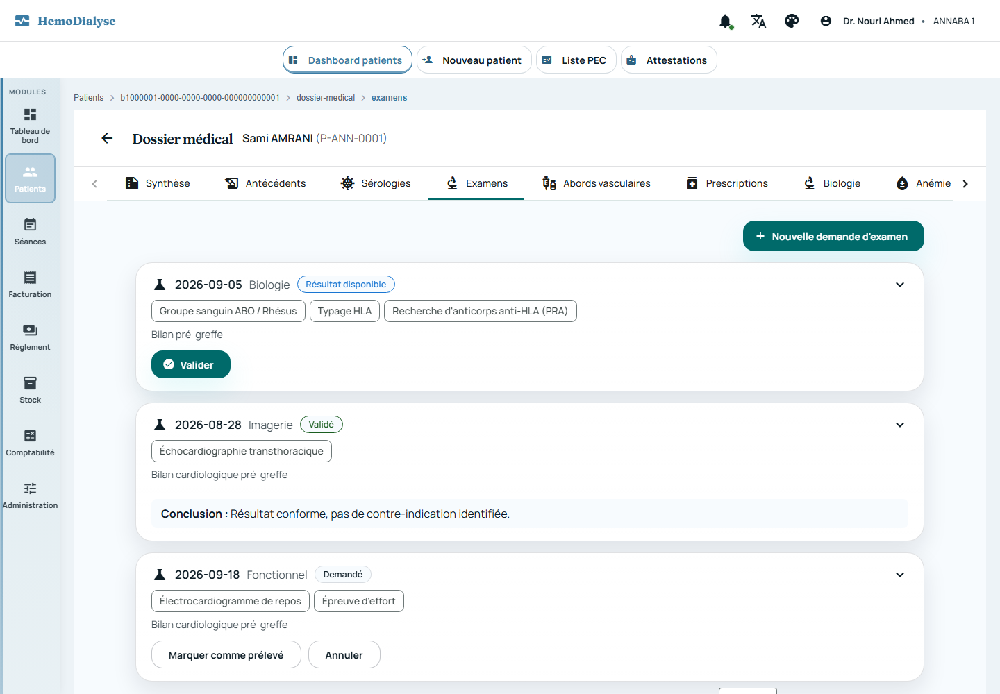 HemoDialyse
Dr. Nouri Ahmed • ANNABA 1
Dashboard patients
Nouveau patient
Liste PEC
Attestations
MODULES
Tableau de
bord
Patients
Séances
Facturation
Règlement
Stock
Comptabilité
Administration
Patients > b1000001-0000-0000-0000-000000000001 > dossier-medical > examens
Dossier médical Sami AMRANI (P-ANN-0001)
Synthèse
Antécédents
Sérologies
Examens
Abords vasculaires
Prescriptions
Biologie
Anémie
+ Nouvelle demande d'examen
2026-09-05 Biologie Résultat disponible
Groupe sanguin ABO / Rhésus
Typage HLA
Recherche d'anticorps anti-HLA (PRA)
Bilan pré-greffe
Valider
2026-08-28 Imagerie Validé
Échocardiographie transthoracique
Bilan cardiologique pré-greffe
Conclusion : Résultat conforme, pas de contre-indication identifiée.
2026-09-18 Fonctionnel Demandé
Électrocardiogramme de repos
Épreuve d'effort
Bilan cardiologique pré-greffe
Marquer comme prélevé
Annuler